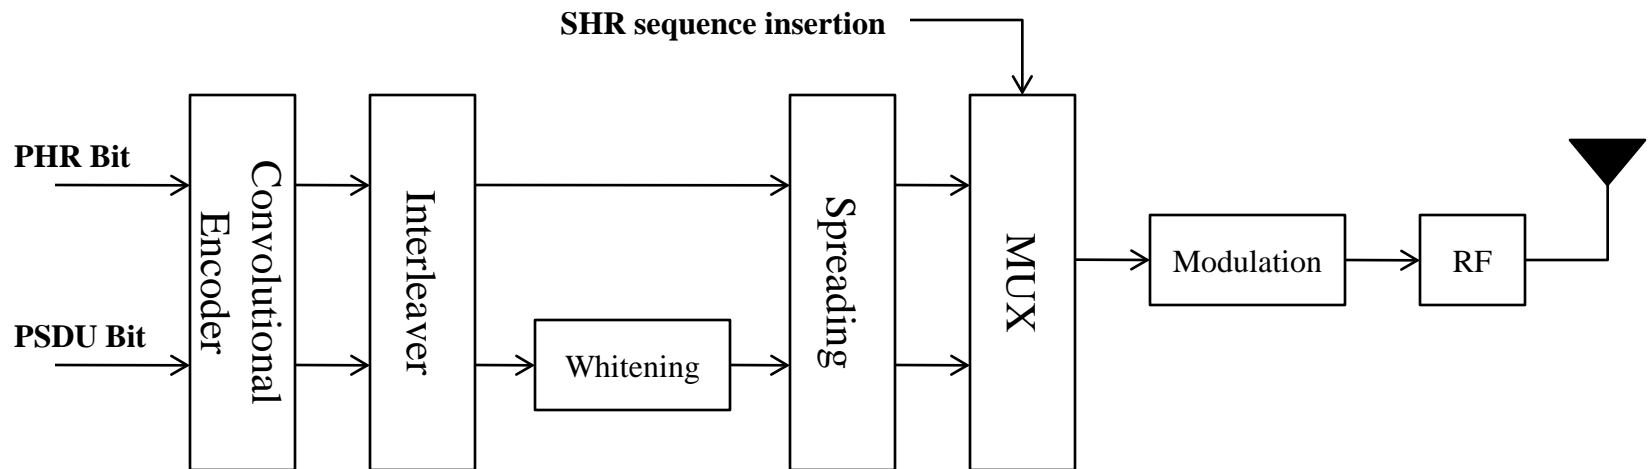 SHR sequence insertion
PHR Bit
PSDU Bit
Convolutional
Encoder
Interleaver
Whitening
Spreading
MUX
Modulation
RF